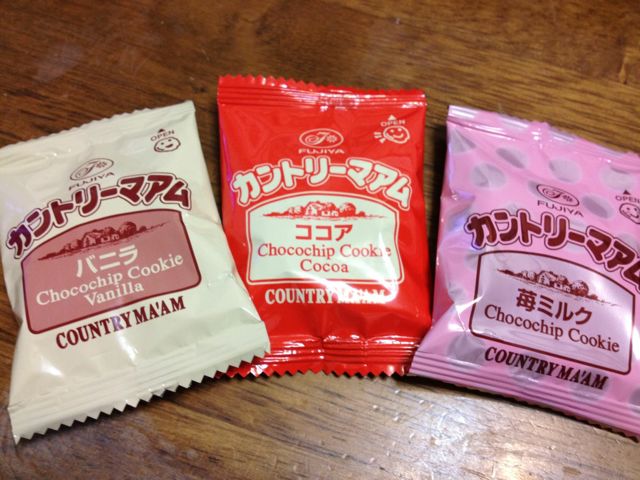 OPEN
FUJIYA
カントリーマアム
バニラ
Chocochip Cookie
Vanilla
COUNTRY MA'AM
OPEN
FUJIYA
カントリーマアム
ココア
Chocochip Cookie
Cocoa
COUNTRY MA'AM
OPEN
FUJIYA
カントリーマアム
苺ミルク
Chocochip Cookie
COUNTRY MA'AM